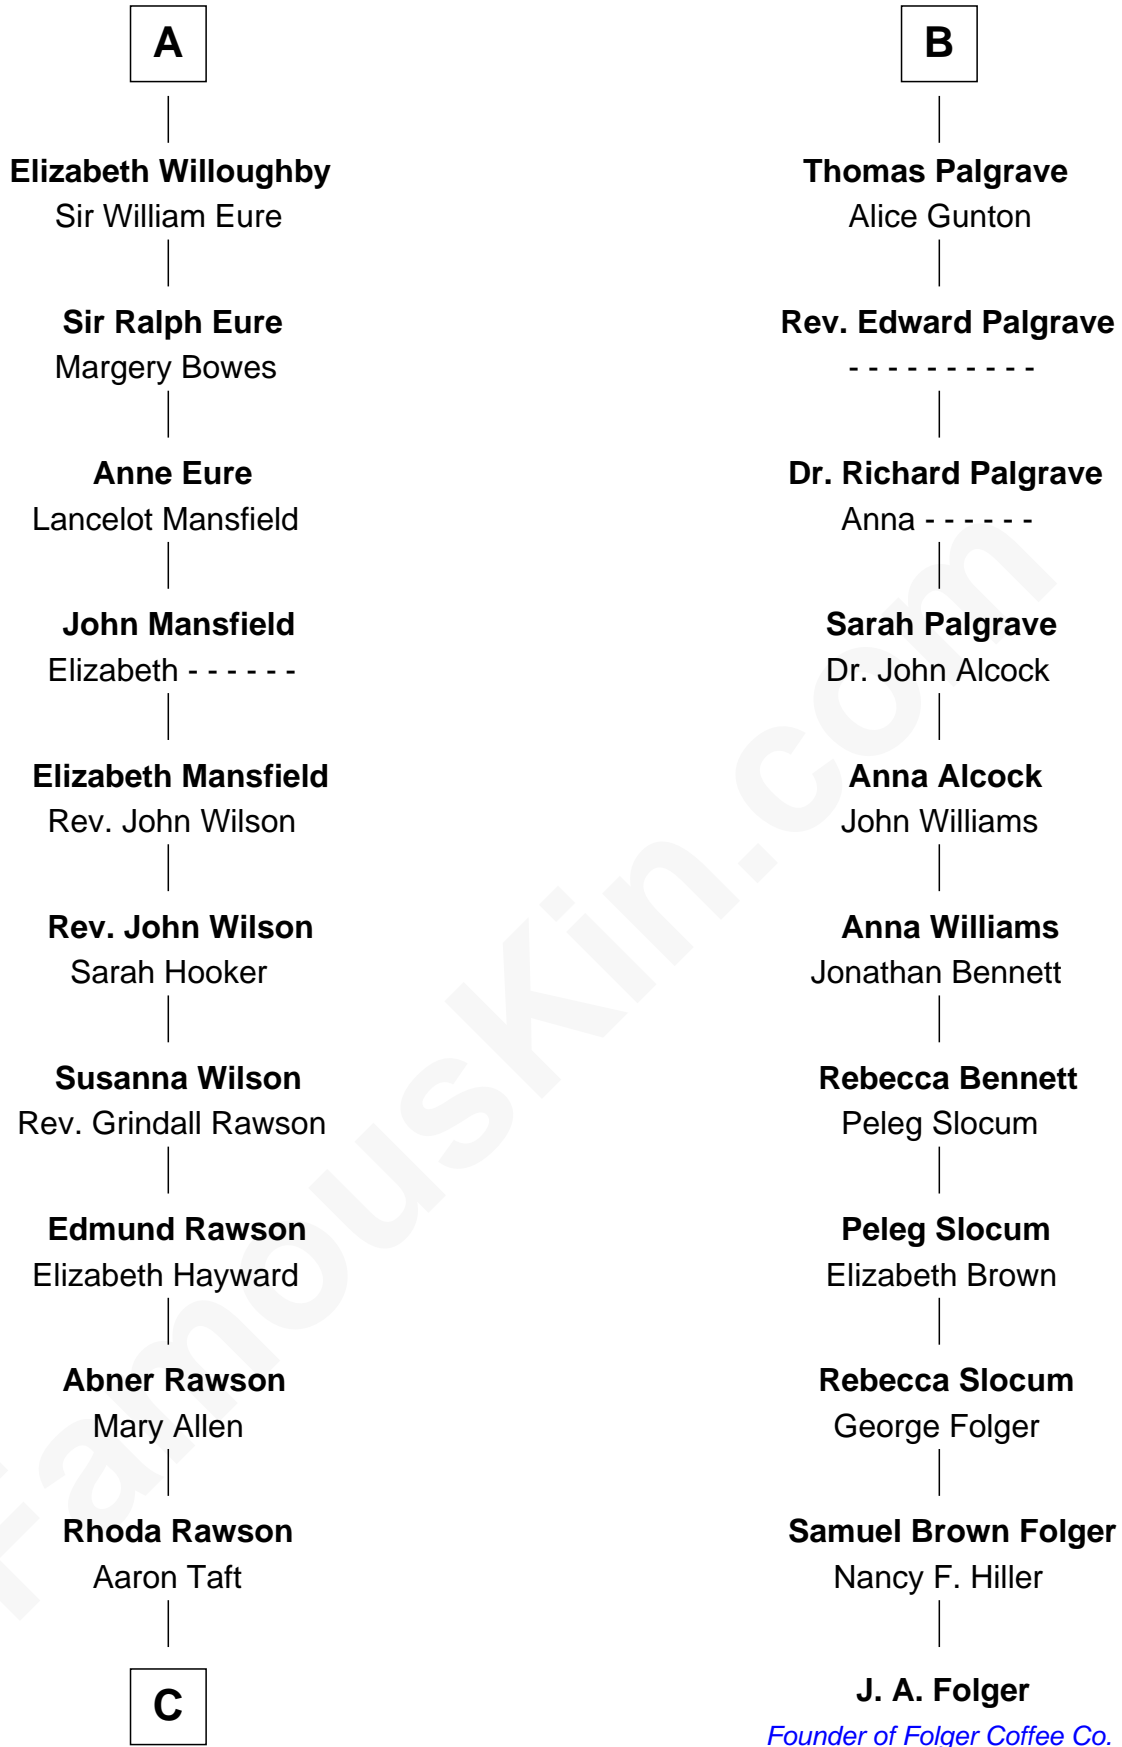 A
Elizabeth Willoughby
Sir William Eure
Sir Ralph Eure
Margery Bowes
Anne Eure
Lancelot Mansfield
John Mansfield
Elizabeth - - - - - -
Elizabeth Mansfield
Rev. John Wilson
Rev. John Wilson
Sarah Hooker
Susanna Wilson
Rev. Grindall Rawson
Edmund Rawson
Elizabeth Hayward
Abner Rawson
Mary Allen
Rhoda Rawson
Aaron Taft
C
B
Thomas Palgrave
Alice Gunton
Rev. Edward Palgrave
- - - - - - - - - -
Dr. Richard Palgrave
Anna - - - - - -
Sarah Palgrave
Dr. John Alcock
Anna Alcock
John Williams
Anna Williams
Jonathan Bennett
Rebecca Bennett
Peleg Slocum
Peleg Slocum
Elizabeth Brown
Rebecca Slocum
George Folger
Samuel Brown Folger
Nancy F. Hiller
J. A. Folger
Founder of Folger Coffee Co.
FamousKin.com